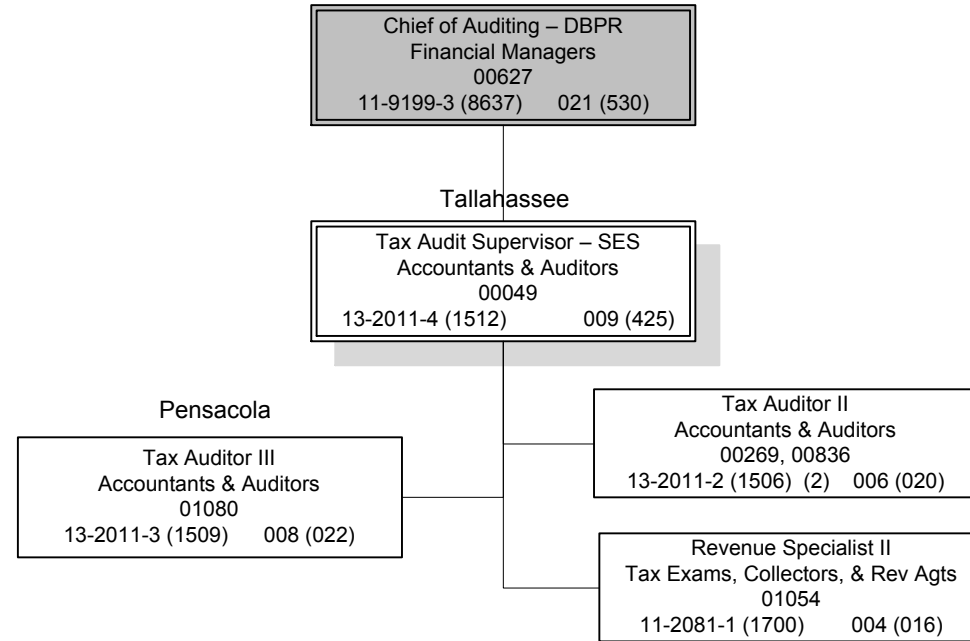 Chief of Auditing – DBPR
Financial Managers
00627
11-9199-3 (8637) 021 (530)
Tallahassee
Tax Audit Supervisor – SES
Accountants & Auditors
00049
13-2011-4 (1512) 009 (425)
Pensacola
Tax Auditor III
Accountants & Auditors
01080
13-2011-3 (1509) 008 (022)
Tax Auditor II
Accountants & Auditors
00269, 00836
13-2011-2 (1506) (2) 006 (020)
Revenue Specialist II
Tax Exams, Collectors, & Rev Agts
01054
11-2081-1 (1700) 004 (016)